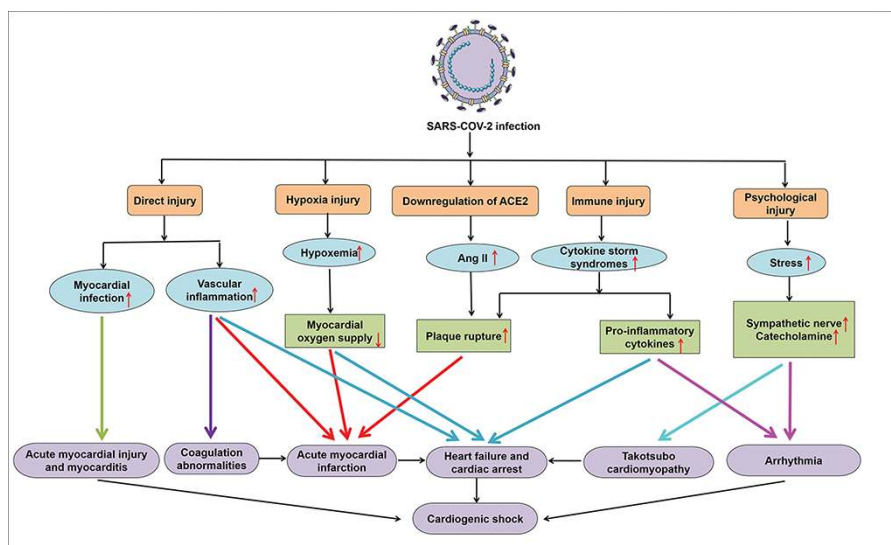 SARS-COV-2 infection
Direct injury
Hypoxia injury
Downregulation of ACE2
Immune injury
Psychological
injury
Hypoxemia↑
Ang II ↑
Cytokine storm
syndromes ↑
Stress ↑
Myocardial
infection↑
Vascular
inflammation↑
Myocardial
oxygen supply↓
Plaque rupture↑
Pro-inflammatory
cytokines ↑
Sympathetic nerve↑
Catecholamine↑
Acute myocardial injury
and myocarditis
Coagulation
abnormalities
Acute myocardial
infarction
Heart failure and
cardiac arrest
Takotsubo
cardiomyopathy
Arrhythmia
Cardiogenic shock